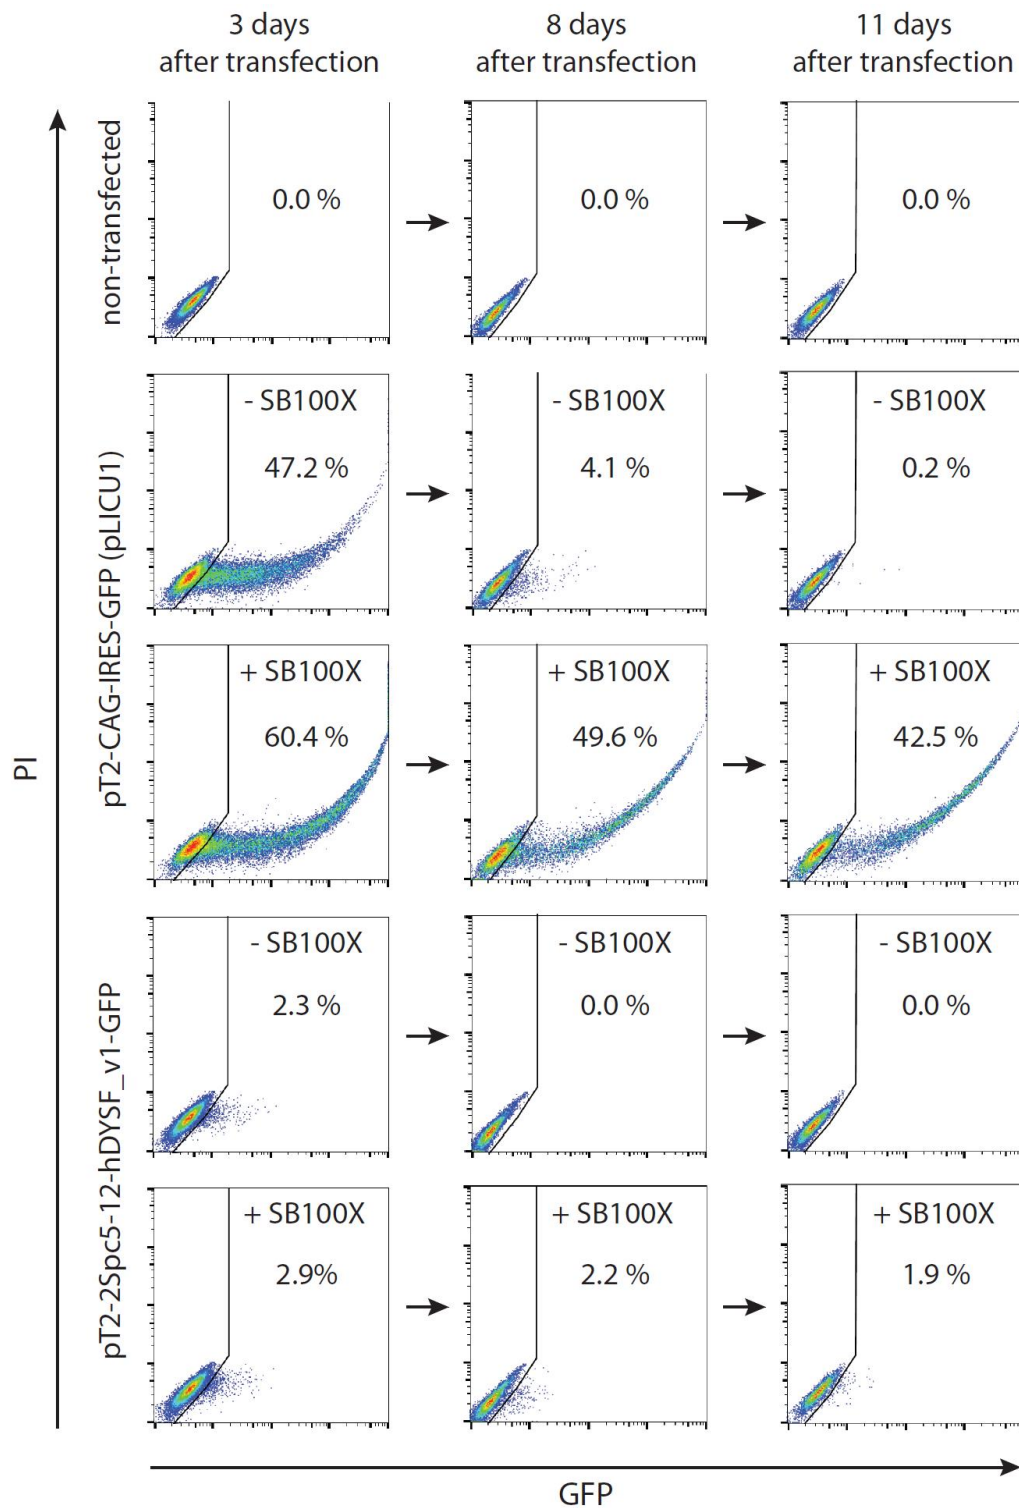 3 days
after transfection
8 days
after transfection
11 days
after transfection
non-transfected
0.0 %
0.0 %
0.0 %
pT2-CAG-IRES-GFP (pLICU1)
- SB100X
47.2 %
- SB100X
4.1 %
- SB100X
0.2 %
+ SB100X
60.4 %
+ SB100X
49.6 %
+ SB100X
42.5 %
pT2-2Spc5-12-hDYSF_v1-GFP
- SB100X
2.3 %
- SB100X
0.0 %
- SB100X
0.0 %
+ SB100X
2.9%
+ SB100X
2.2 %
+ SB100X
1.9 %
PI
GFP